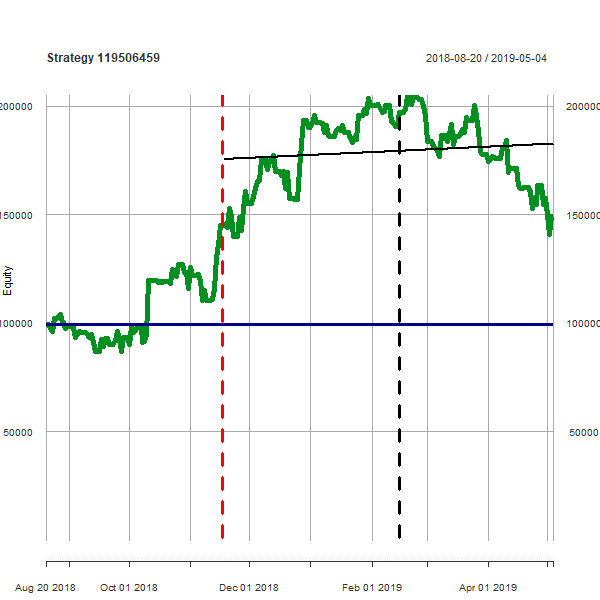 Strategy 119506459
2018-08-20 / 2019-05-04
200000 200000
150000 150000
Equity
100000 100000
50000 50000
Aug 20 2018 Oct 01 2018 Dec 01 2018 Feb 01 2019 Apr 01 2019